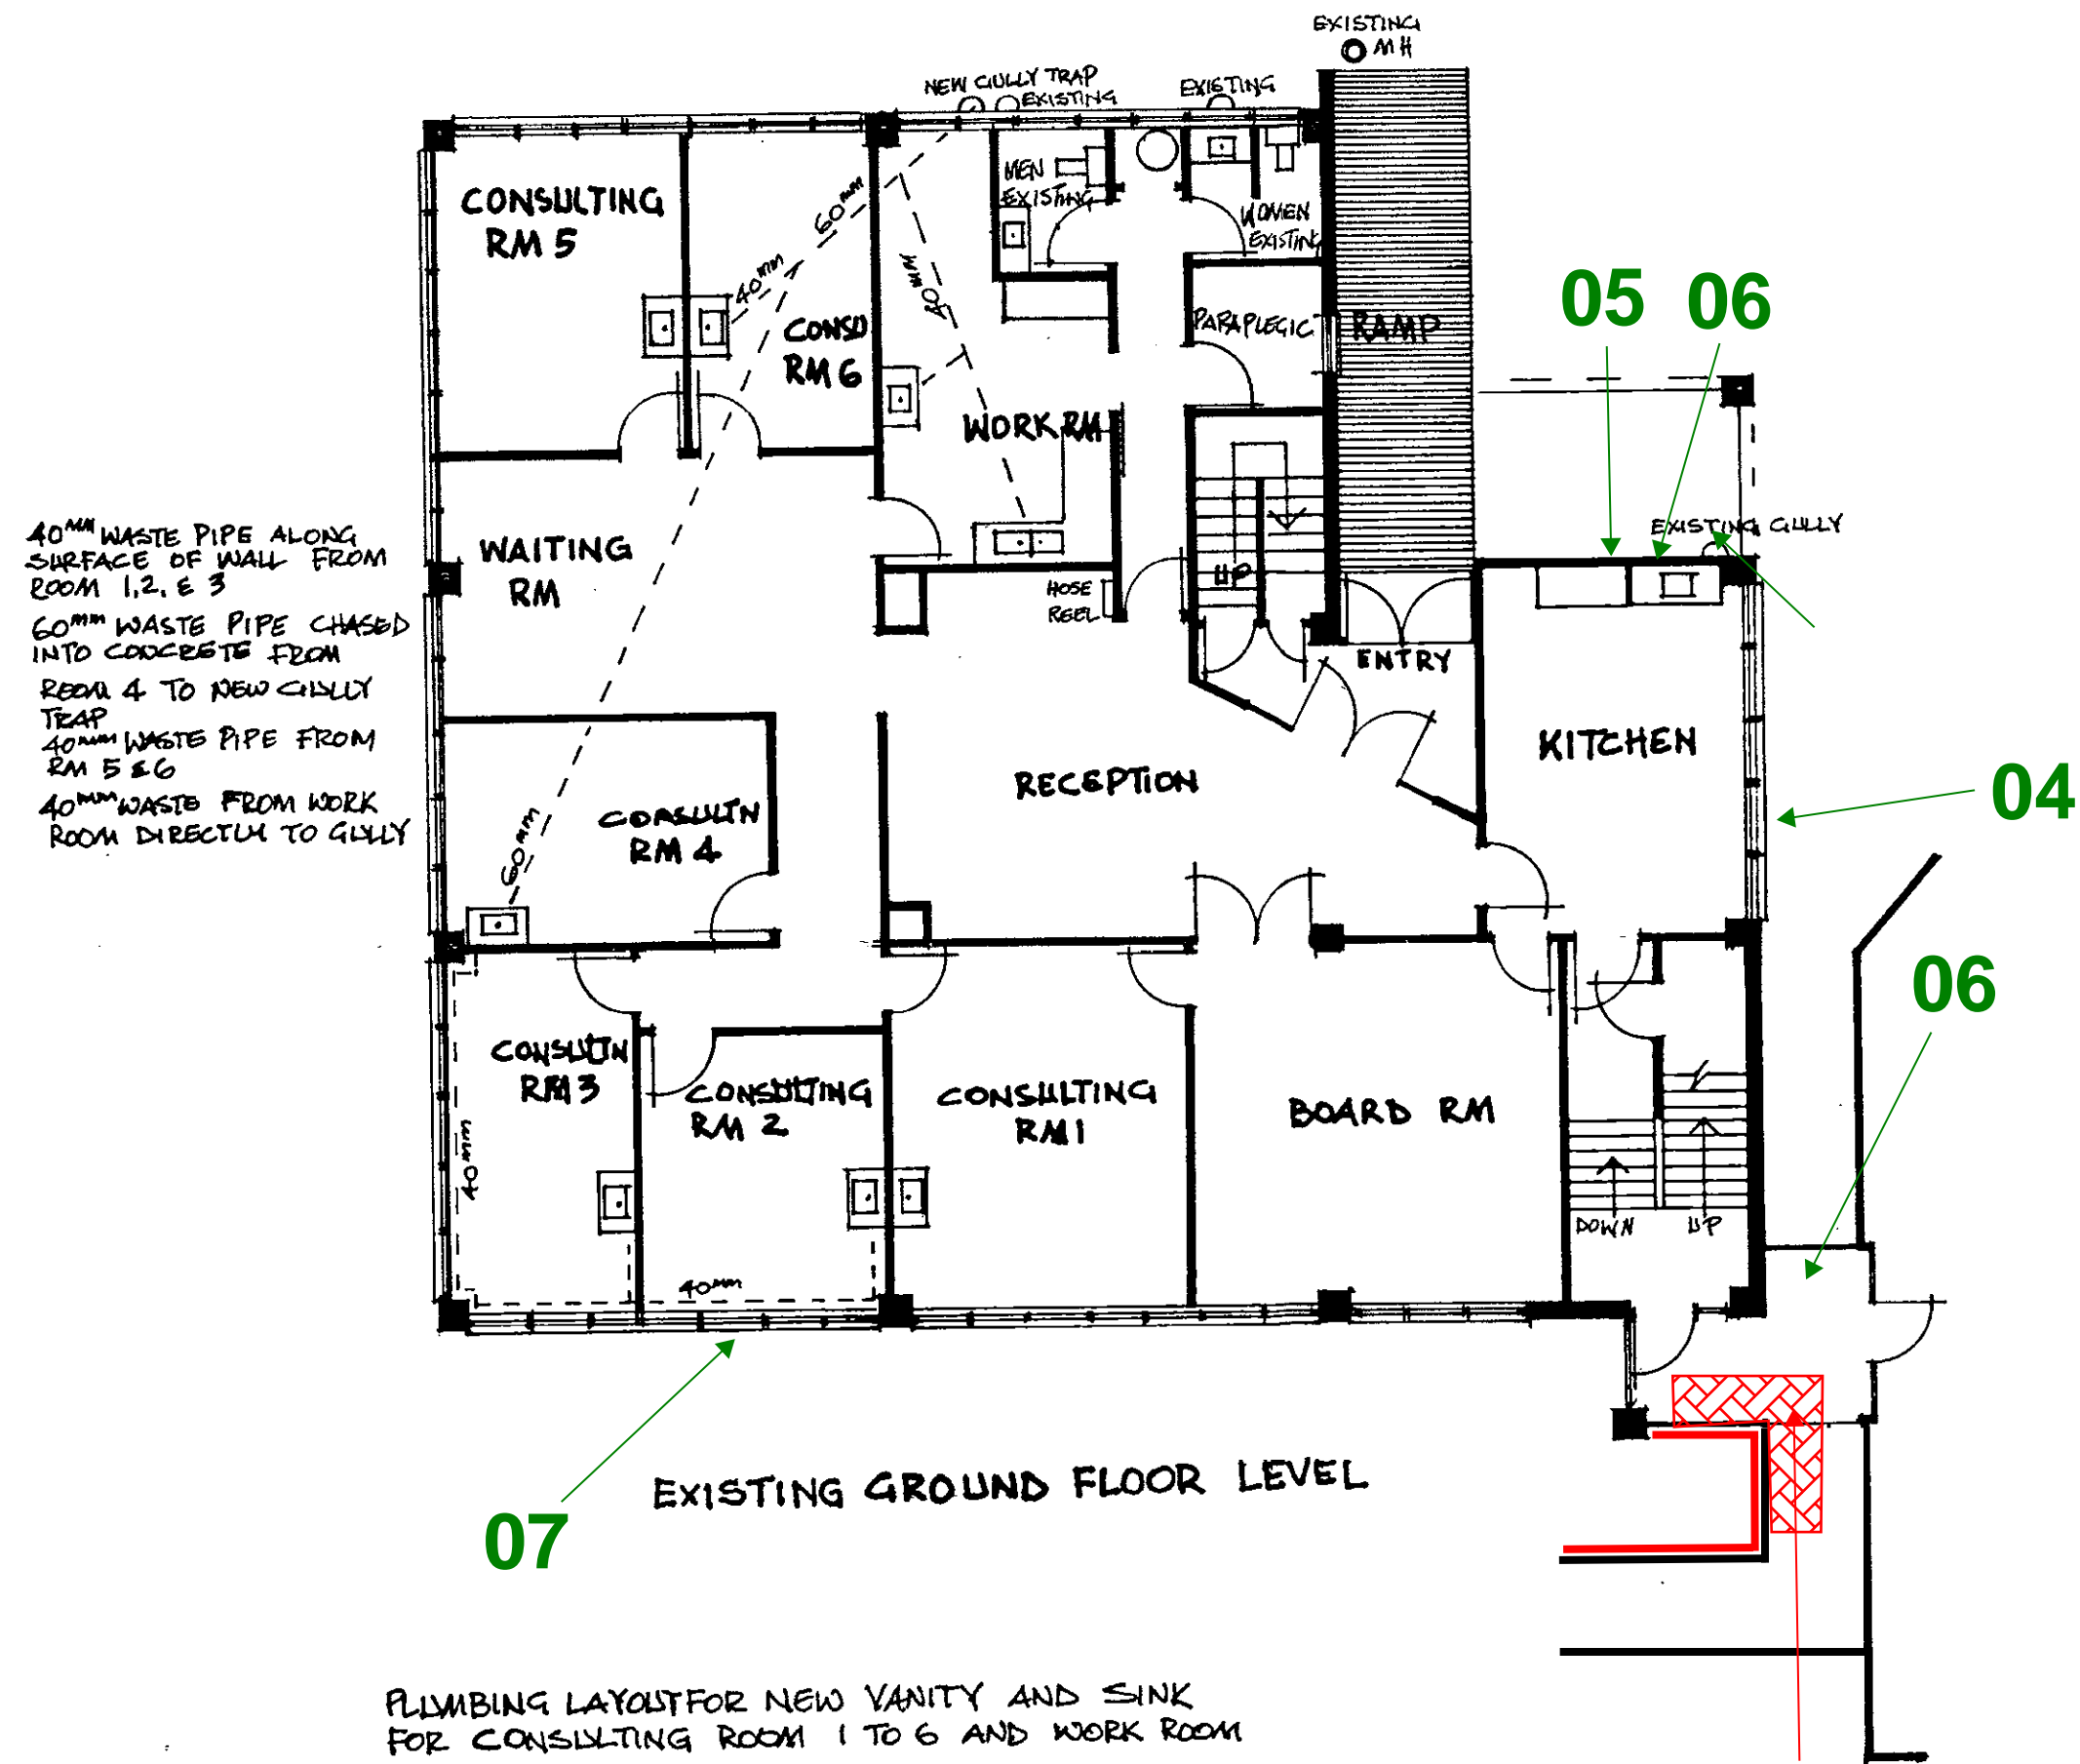 EXISTING
MH
NEW GULLY TRAP
EXISTING
EXISTING
CONSULTING
RM 5
60MM
40MM
CONSU
RM 6
40MM
MEN
EXISTING
WOMEN
EXISTING
PARAPLEGIC
RAMP
05
06
WORK RM
EXISTING GULLY
40MM WASTE PIPE ALONG
SURFACE OF WALL FROM
ROOM 1, 2, & 3
60MM WASTE PIPE CHASED
INTO CONCRETE FROM
ROOM 4 TO NEW GULLY
TRAP
40MM WASTE PIPE FROM
RM 5 & 6
40MM WASTE FROM WORK
ROOM DIRECTLY TO GULLY
WAITING
RM
HOSE
REEL
UP
ENTRY
KITCHEN
RECEPTION
04
CONSULTN
RM 4
60MM
06
CONSULTN
RM 3
CONSULTING
RM 2
CONSULTING
RM 1
BOARD RM
40MM
DOWN
UP
40MM
07
EXISTING GROUND FLOOR LEVEL
PLUMBING LAYOUT FOR NEW VANITY AND SINK
FOR CONSULTING ROOM 1 TO 6 AND WORK ROOM